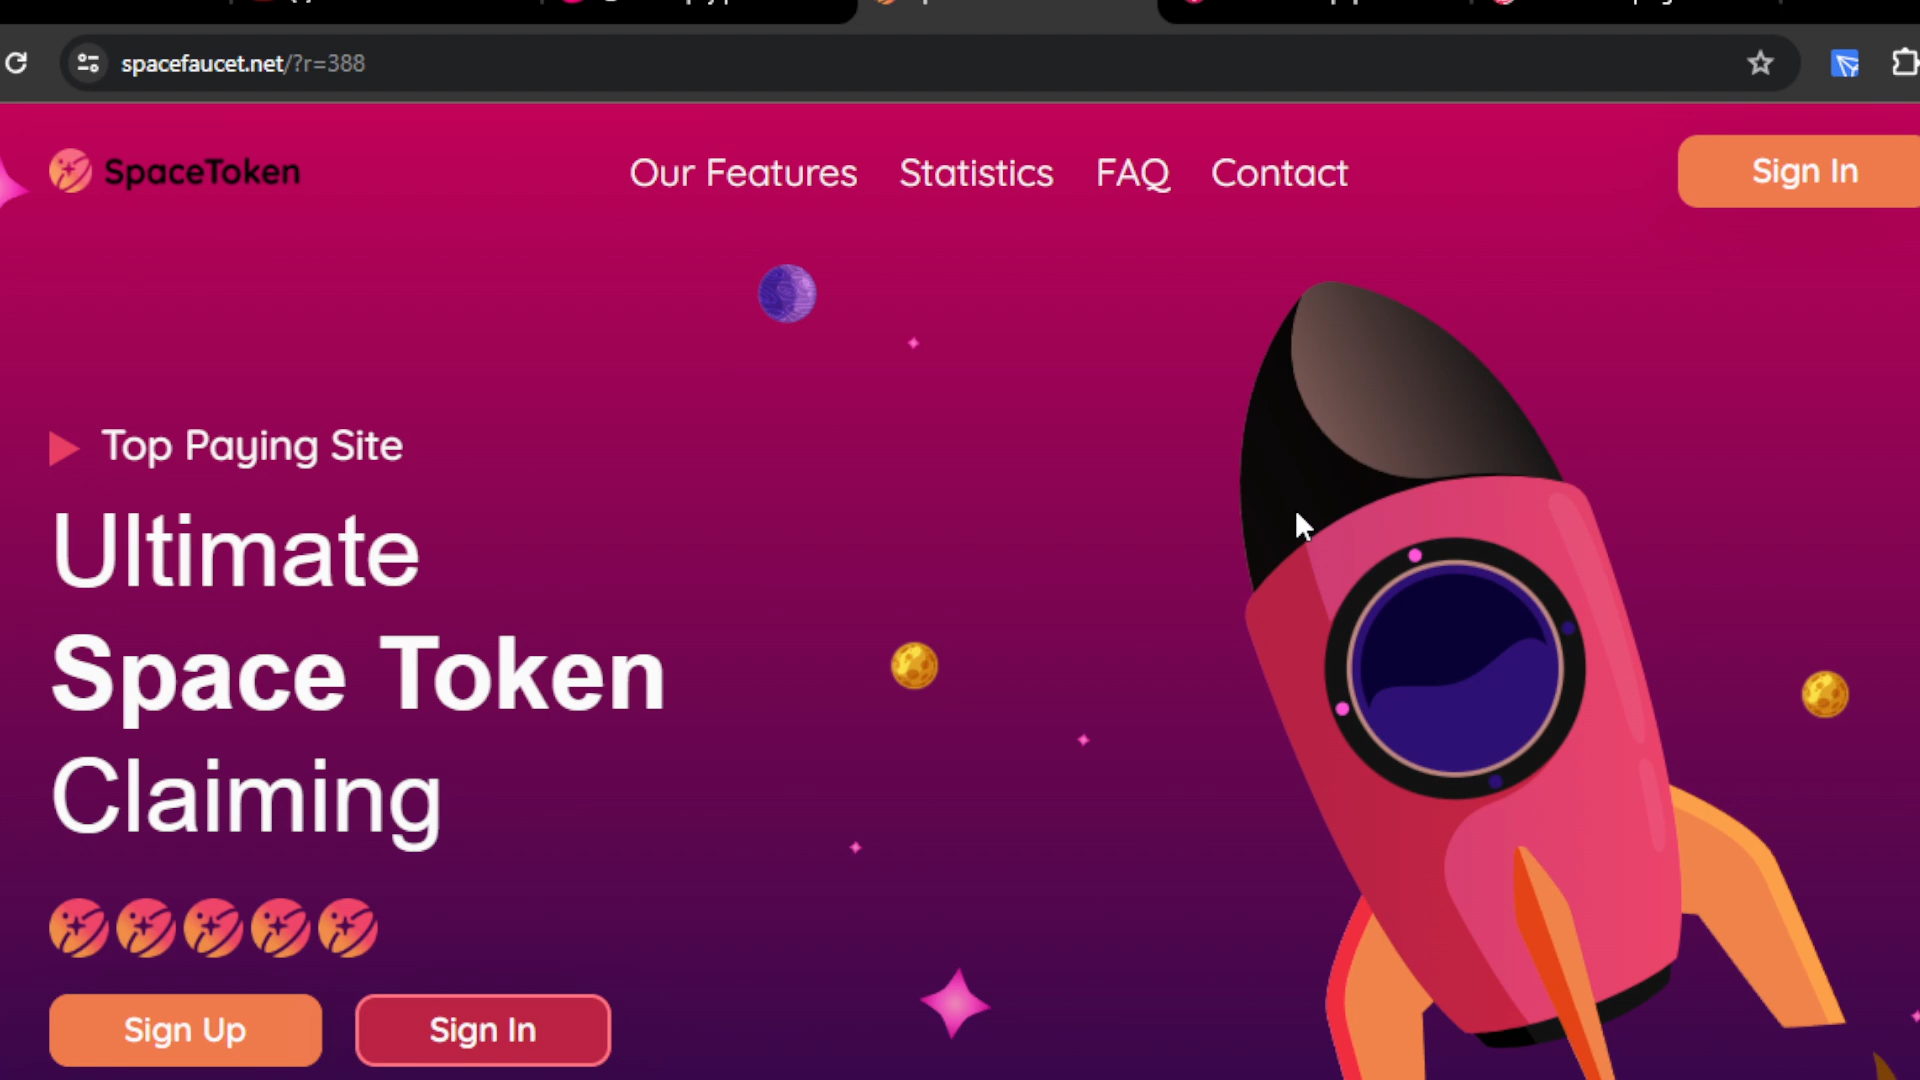 spacefaucet.net/?r=388
SpaceToken
Our Features Statistics FAQ Contact
Sign In
Top Paying Site
Ultimate
Space Token
Claiming
Sign Up Sign In